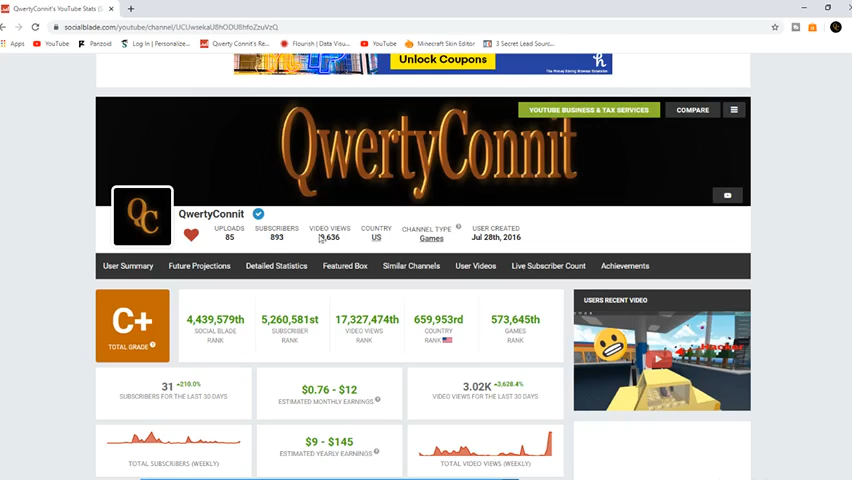 QwertyConnit's YouTube Stats (S
socialblade.com/youtube/channel/UCUwsekaU8hODU8hfoZzuVzQ
Apps YouTube Panzoid Log In | Personalize... Qwerty Connit's Re... Flourish | Data Visu... YouTube Minecraft Skin Editor 3 Secret Lead Sourc...
Unlock Coupons
QwertyConnit
YOUTUBE BUSINESS & TAX SERVICES COMPARE
QC
QwertyConnit
UPLOADS SUBSCRIBERS VIDEO VIEWS COUNTRY CHANNEL TYPE USER CREATED
85 893 US Games Jul 28th, 2016
User Summary Future Projections Detailed Statistics Featured Box Similar Channels User Videos Live Subscriber Count Achievements
C+
TOTAL GRADE
4,439,579th 5,260,581st 17,327,474th 659,953rd 573,645th
SOCIAL BLADE RANK SUBSCRIBER RANK VIDEO VIEWS RANK COUNTRY RANK GAMES RANK
USERS RECENT VIDEO
Hacker
31 +210.0%
SUBSCRIBERS FOR THE LAST 30 DAYS
$0.76 - $12
ESTIMATED MONTHLY EARNINGS
3.02K +3,628.4%
VIDEO VIEWS FOR THE LAST 30 DAYS
TOTAL SUBSCRIBERS (WEEKLY)
$9 - $145
ESTIMATED YEARLY EARNINGS
TOTAL VIDEO VIEWS (WEEKLY)